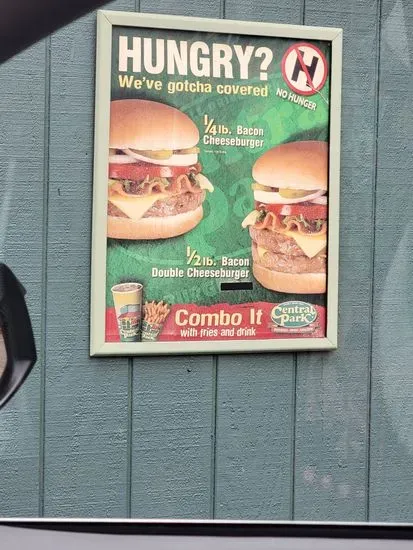 HUNGRY?
We've gotcha covered
H
NO HUNGER
1/4 lb. Bacon
Cheeseburger
1/2 lb. Bacon
Double Cheeseburger
Combo It
with fries and drink
Central
Park